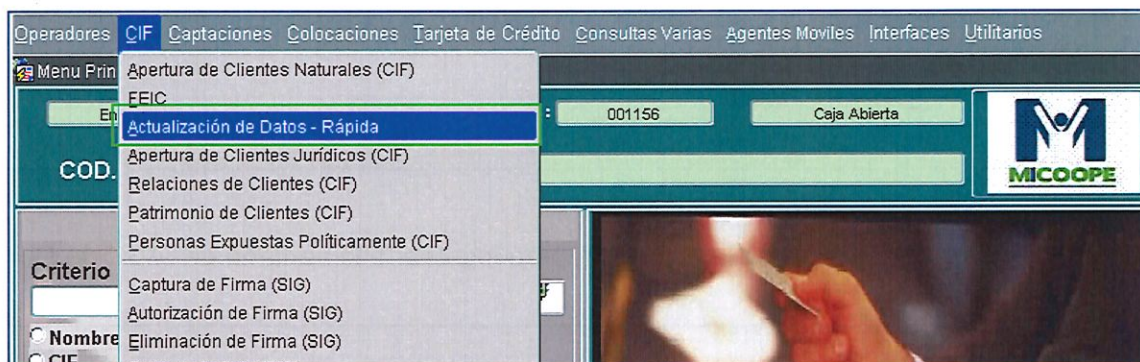 Operadores CIF Captaciones Colocaciones Tarjeta de Crédito Consultas Varias Agentes Moviles Interfaces Utilitarios
Menu Prin
Apertura de Clientes Naturales (CIF)
FEIC
En
: 001156 Caja Abierta
Actualización de Datos - Rápida
Apertura de Clientes Jurídicos (CIF)
COD.
Relaciones de Clientes (CIF)
MICOOPE
Patrimonio de Clientes (CIF)
Personas Expuestas Políticamente (CIF)
Criterio
Captura de Firma (SIG)
Autorización de Firma (SIG)
Nombre
Eliminación de Firma (SIG)
CIF